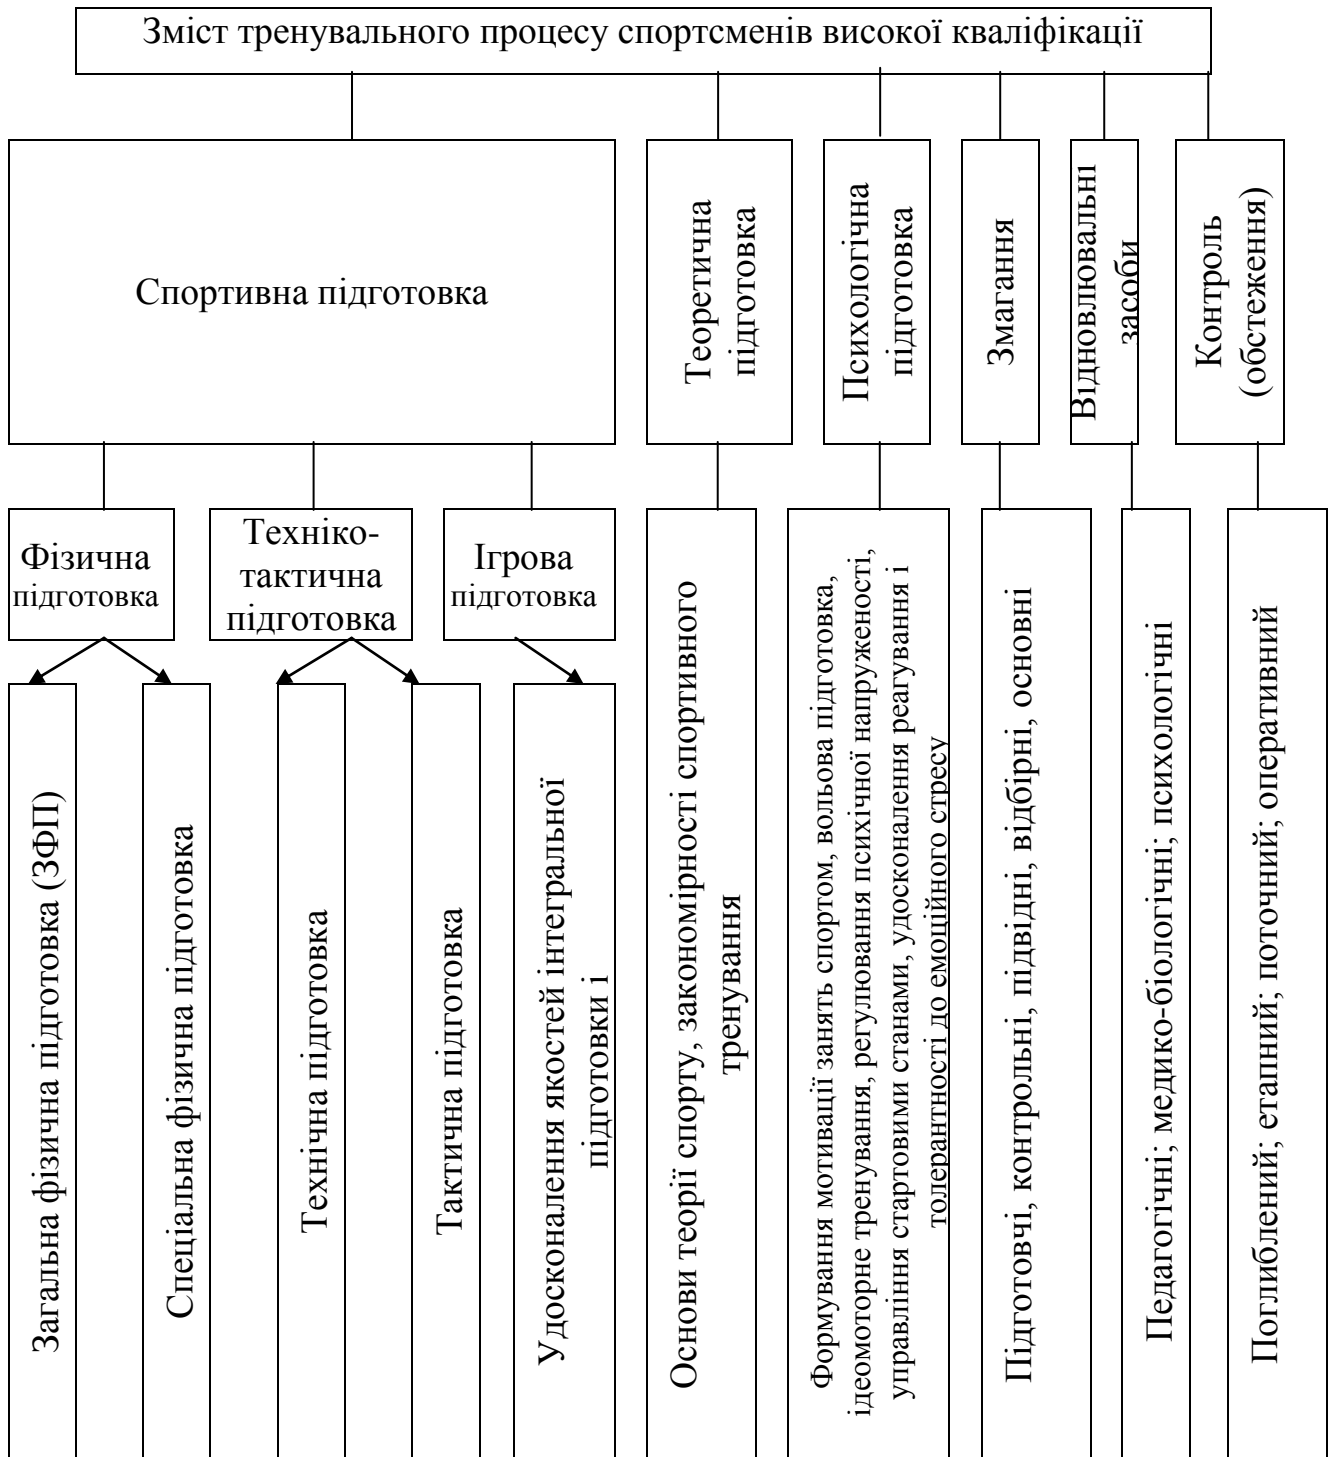 Зміст тренувального процесу спортсменів високої кваліфікації
Спортивна підготовка
Теоретична
підготовка
Психологічна
підготовка
Змагання
Відновлювальні
засоби
Контроль
(обстеження)
Фізична
підготовка
Техніко-
тактична
підготовка
Ігрова
підготовка
Загальна фізична підготовка (ЗФП)
Спеціальна фізична підготовка
Технічна підготовка
Тактична підготовка
Удосконалення якостей інтегральної
підготовки і
Основи теорії спорту, закономірності спортивного
тренування
Формування мотивації занять спортом, вольова підготовка,
ідеомоторне тренування, регулювання психічної напруженості,
управління стартовими станами, удосконалення реагування і
толерантності до емоційного стресу
Підготовчі, контрольні, підвідні, відбірні, основні
Педагогічні; медико-біологічні; психологічні
Поглиблений; етапний; поточний; оперативний